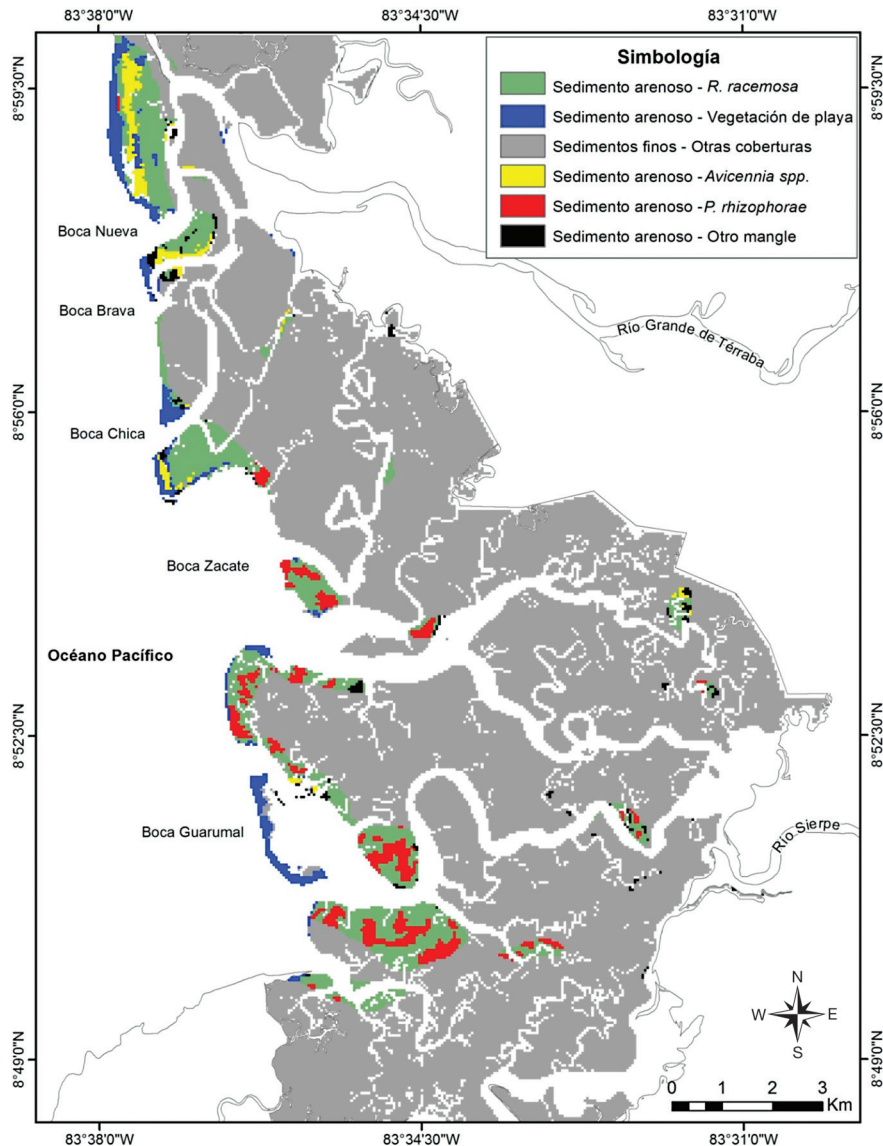 83°38'0"W 83°34'30"W 83°31'0"W
Simbología
Sedimento arenoso - R. racemosa
Sedimento arenoso - Vegetación de playa
Sedimentos finos - Otras coberturas
Sedimento arenoso - Avicennia spp.
Sedimento arenoso - P. rhizophorae
Sedimento arenoso - Otro mangle
8°59'30"N 8°59'30"N
Boca Nueva
Boca Brava
Río Grande de Térraba
8°56'0"N 8°56'0"N
Boca Chica
Boca Zacate
Océano Pacífico
8°52'30"N 8°52'30"N
Boca Guarumal
Río Sierpe
N
W E
S
8°49'0"N 8°49'0"N
0 1 2 3
Km
83°38'0"W 83°34'30"W 83°31'0"W